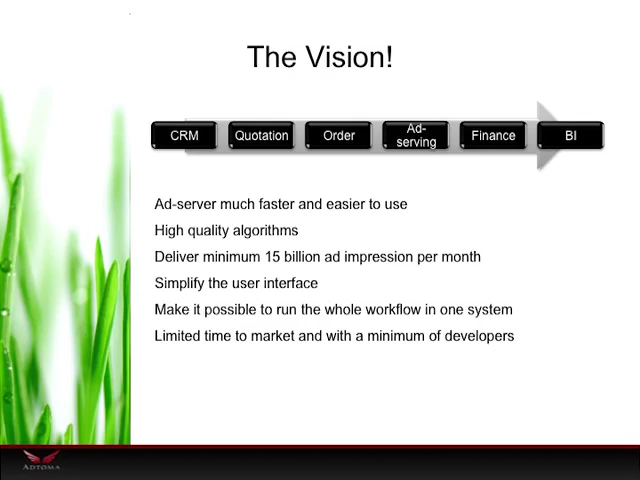 The Vision!
CRM
Quotation
Order
Ad-
serving
Finance
BI
Ad-server much faster and easier to use
High quality algorithms
Deliver minimum 15 billion ad impression per month
Simplify the user interface
Make it possible to run the whole workflow in one system
Limited time to market and with a minimum of developers
ADTOMA